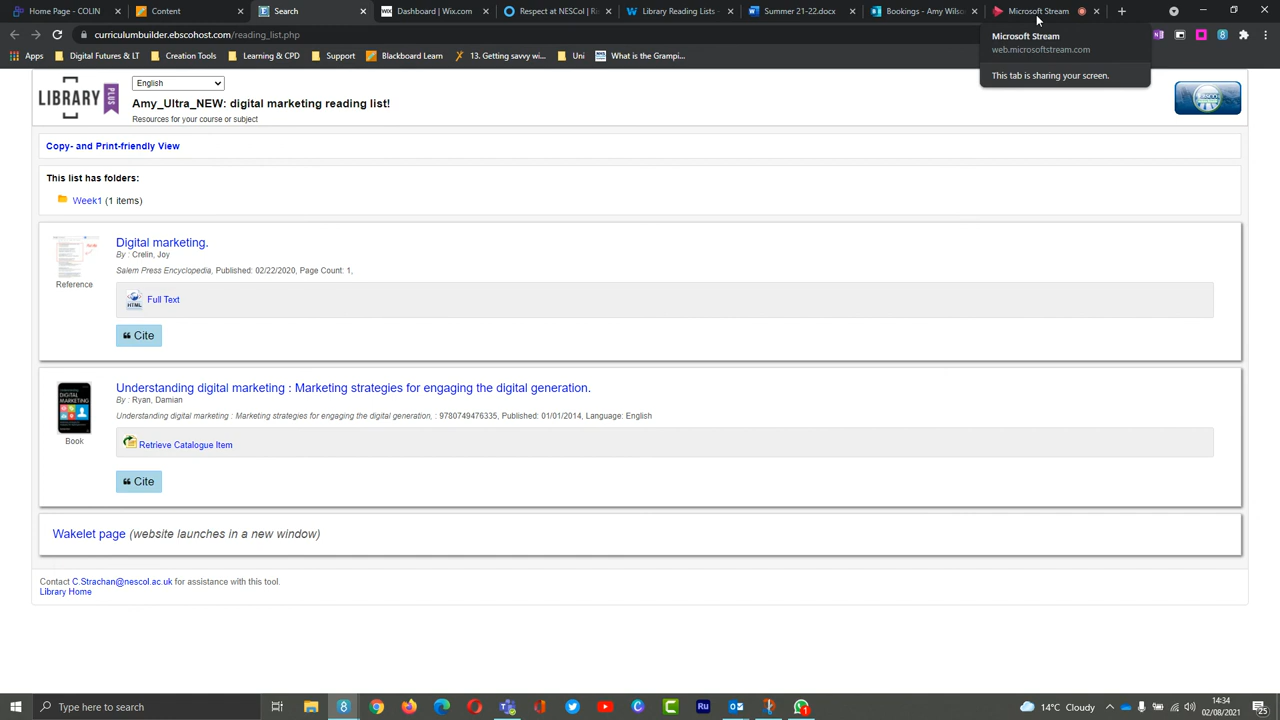 Home Page - COLIN
Content
Search
Dashboard | Wix.com
Respect at NESCol | Ri
Library Reading Lists -
Summer 21-22.docx
Bookings - Amy Wilso
Microsoft Stream
curriculumbuilder.ebscohost.com/reading_list.php
Microsoft Stream
web.microsoftstream.com
This tab is sharing your screen.
Apps
Digital Futures & IT
Creation Tools
Learning & CPD
Support
Blackboard Learn
13. Getting savvy wi...
Uni
What is the Grampi...
LIBRARY PLUS
English
Amy_Ultra_NEW: digital marketing reading list!
Resources for your course or subject
Copy- and Print-friendly View
This list has folders:
Week1 (1 items)
Digital marketing.
By : Crelin, Joy
Salem Press Encyclopedia, Published: 02/22/2020, Page Count: 1,
Reference
HTML Full Text
❝ Cite
Understanding digital marketing : Marketing strategies for engaging the digital generation.
By : Ryan, Damian
Understanding digital marketing : Marketing strategies for engaging the digital generation, : 9780749476335, Published: 01/01/2014, Language: English
DIGITAL
MARKETING
Book
Retrieve Catalogue Item
❝ Cite
Wakelet page (website launches in a new window)
Contact C.Strachan@nescol.ac.uk for assistance with this tool.
Library Home
Type here to search
Ru
14°C Cloudy
14:34
02/08/2021
25